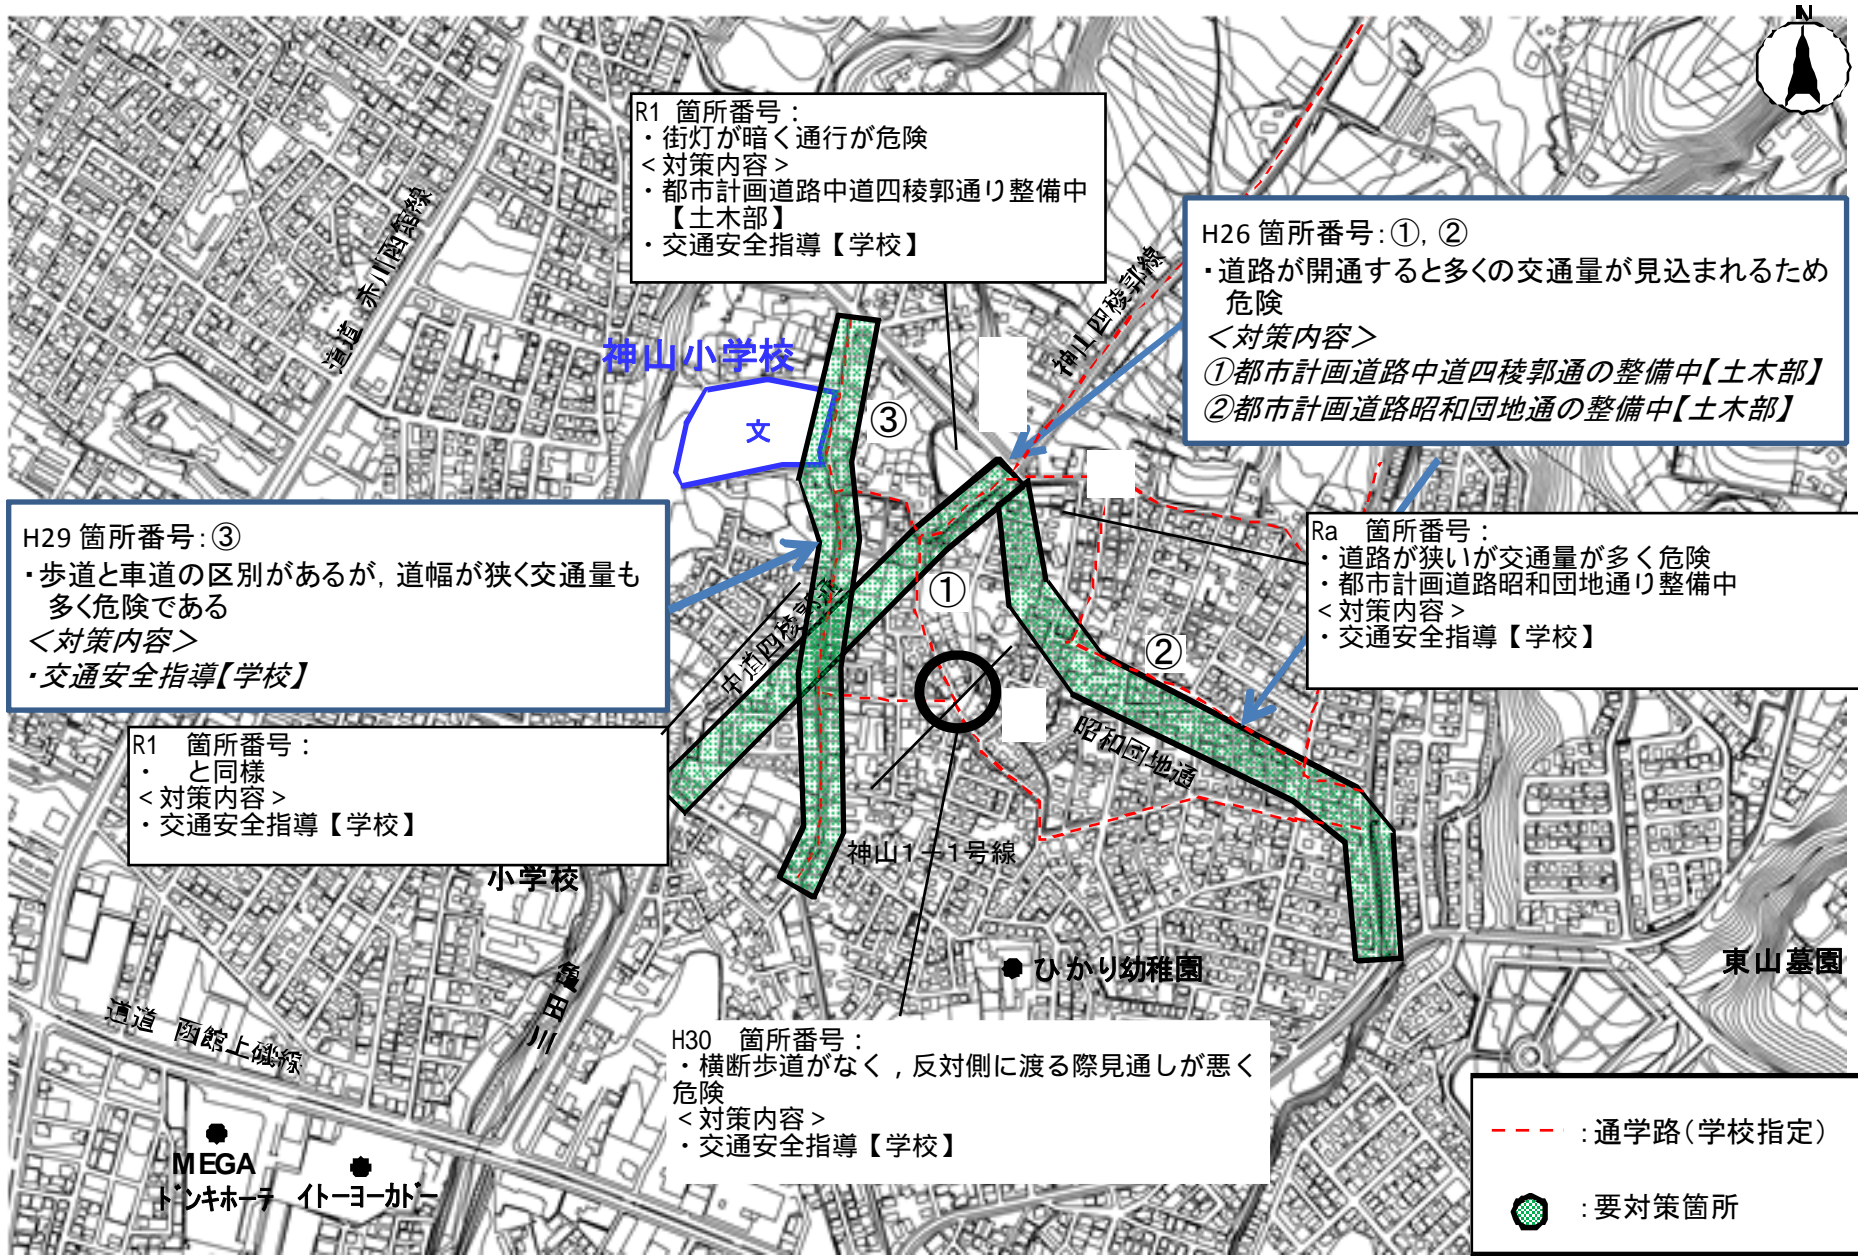 N
R1 箇所番号：
・街灯が暗く通行が危険
＜対策内容＞
・都市計画道路中道四稜郭通り整備中
【土木部】
・交通安全指導【学校】
H26 箇所番号：①，②
・道路が開通すると多くの交通量が見込まれるため
危険
＜対策内容＞
①都市計画道路中道四稜郭通の整備中【土木部】
②都市計画道路昭和団地通の整備中【土木部】
道道 赤川函館線
神山四稜郭線
神山小学校
文
③
H29 箇所番号：③
・歩道と車道の区別があるが，道幅が狭く交通量も
多く危険である
＜対策内容＞
・交通安全指導【学校】
Ra 箇所番号：
・道路が狭いが交通量が多く危険
・都市計画道路昭和団地通り整備中
＜対策内容＞
・交通安全指導【学校】
①
②
中道四稜郭通
昭和団地通
R1 箇所番号：
・ と同様
＜対策内容＞
・交通安全指導【学校】
神山1－1号線
小学校
亀田川
ひかり幼稚園
東山墓園
道道 函館上磯線
H30 箇所番号：
・横断歩道がなく，反対側に渡る際見通しが悪く
危険
＜対策内容＞
・交通安全指導【学校】
MEGA
ドンキホーテ
イトーヨーカドー
：通学路（学校指定）
：要対策箇所